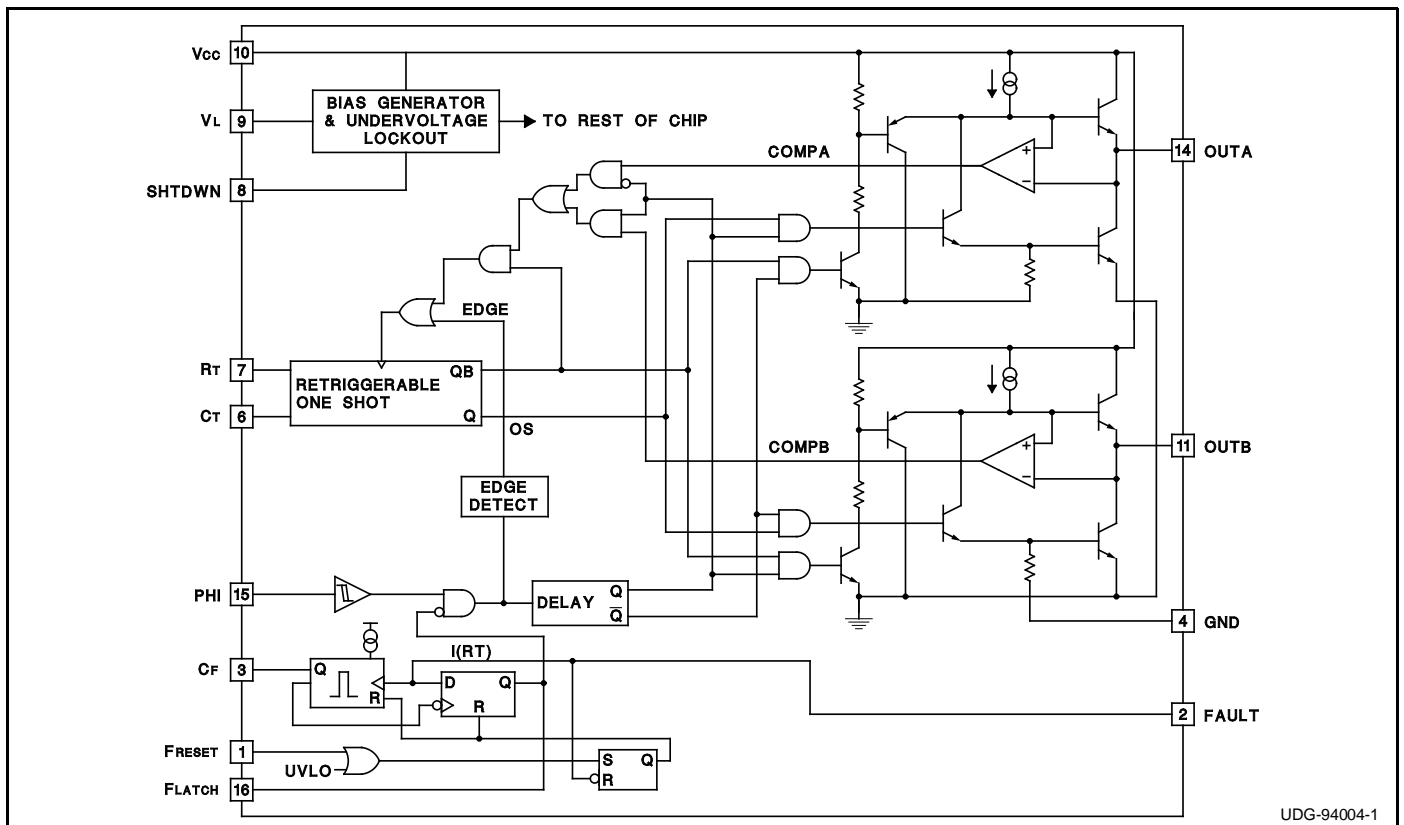 VCC 10
BIAS GENERATOR
& UNDERVOLTAGE
LOCKOUT
TO REST OF CHIP
VL 9
SHTDWN 8
COMPA
+
−
14 OUTA
EDGE
RT 7
RETRIGGERABLE
ONE SHOT
QB
Q
CT 6
OS
COMPB
+
−
11 OUTB
EDGE
DETECT
PHI 15
DELAY
Q
Q̅
4 GND
I(RT)
CF 3
Q
R
D
Q
R
2 FAULT
FRESET 1
UVLO
S
Q
R
FLATCH 16
UDG-94004-1